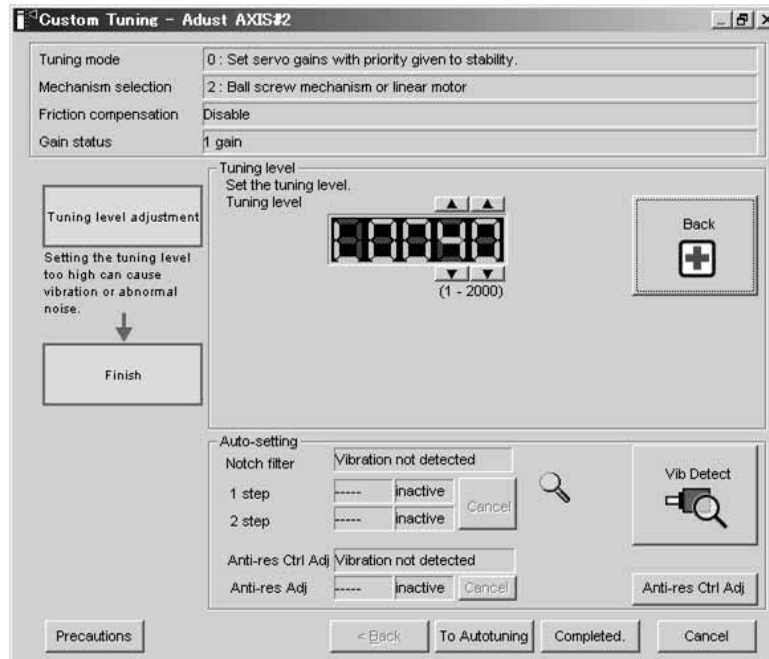 Custom Tuning - Adust AXIS#2
Tuning mode
0 : Set servo gains with priority given to stability.
Mechanism selection
2 : Ball screw mechanism or linear motor
Friction compensation
Disable
Gain status
1 gain
Tuning level adjustment
Setting the tuning level
too high can cause
vibration or abnormal
noise.
Finish
Tuning level
Set the tuning level.
Tuning level
(1 - 2000)
Back
Auto-setting
Notch filter
Vibration not detected
1 step
-----
inactive
Cancel
2 step
-----
inactive
Vib Detect
Anti-res Ctrl Adj
Vibration not detected
Anti-res Adj
-----
inactive
Cancel
Anti-res Ctrl Adj
Precautions
< Back
To Autotuning
Completed.
Cancel